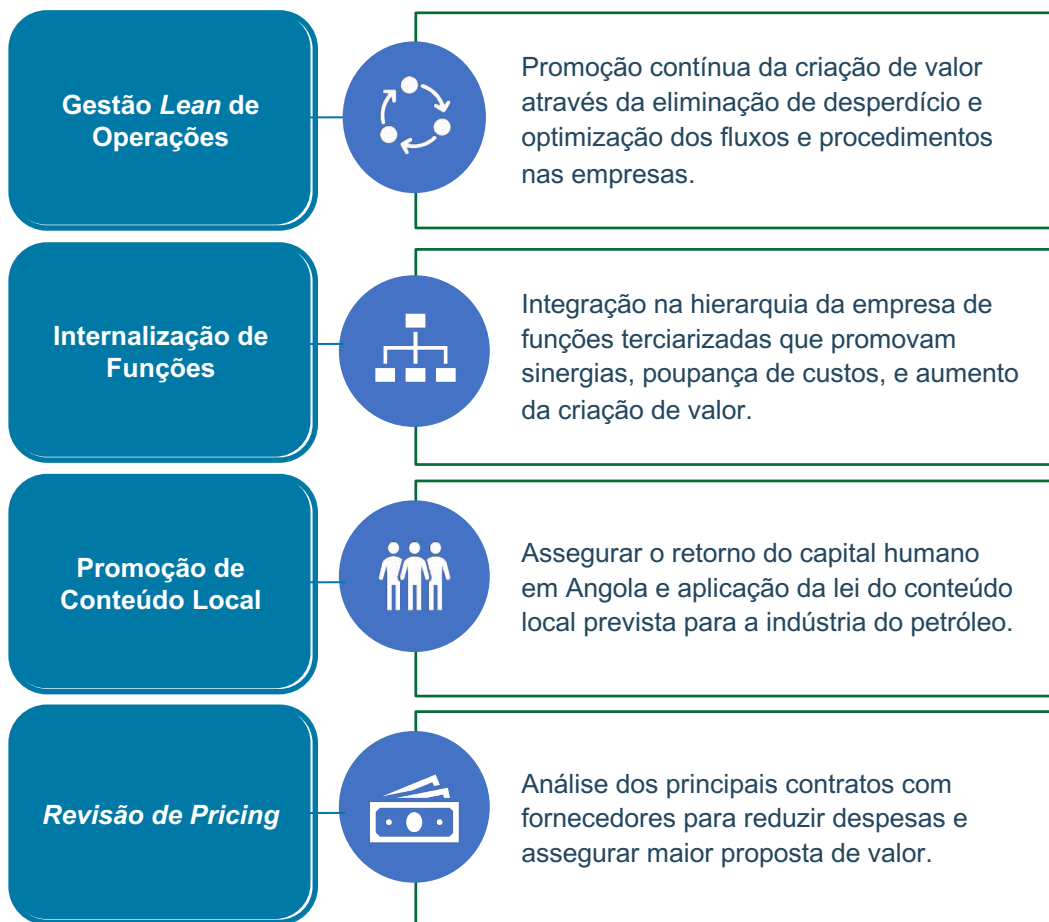 Gestão Lean de
Operações
Promoção contínua da criação de valor
através da eliminação de desperdício e
optimização dos fluxos e procedimentos
nas empresas.
Internalização de
Funções
Integração na hierarquia da empresa de
funções terciarizadas que promovam
sinergias, poupança de custos, e aumento
da criação de valor.
Promoção de
Conteúdo Local
Assegurar o retorno do capital humano
em Angola e aplicação da lei do conteúdo
local prevista para a indústria do petróleo.
Revisão de Pricing
Análise dos principais contratos com
fornecedores para reduzir despesas e
assegurar maior proposta de valor.